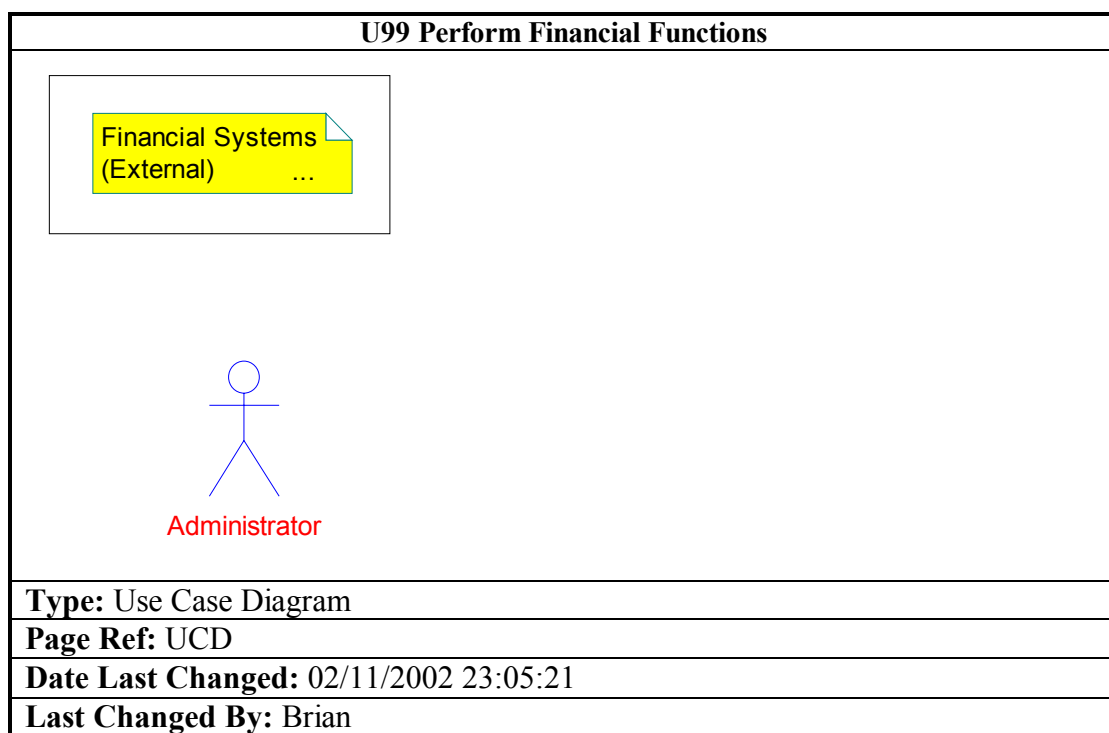 U99 Perform Financial Functions
Financial Systems
(External) ...
Administrator
Type: Use Case Diagram
Page Ref: UCD
Date Last Changed: 02/11/2002 23:05:21
Last Changed By: Brian